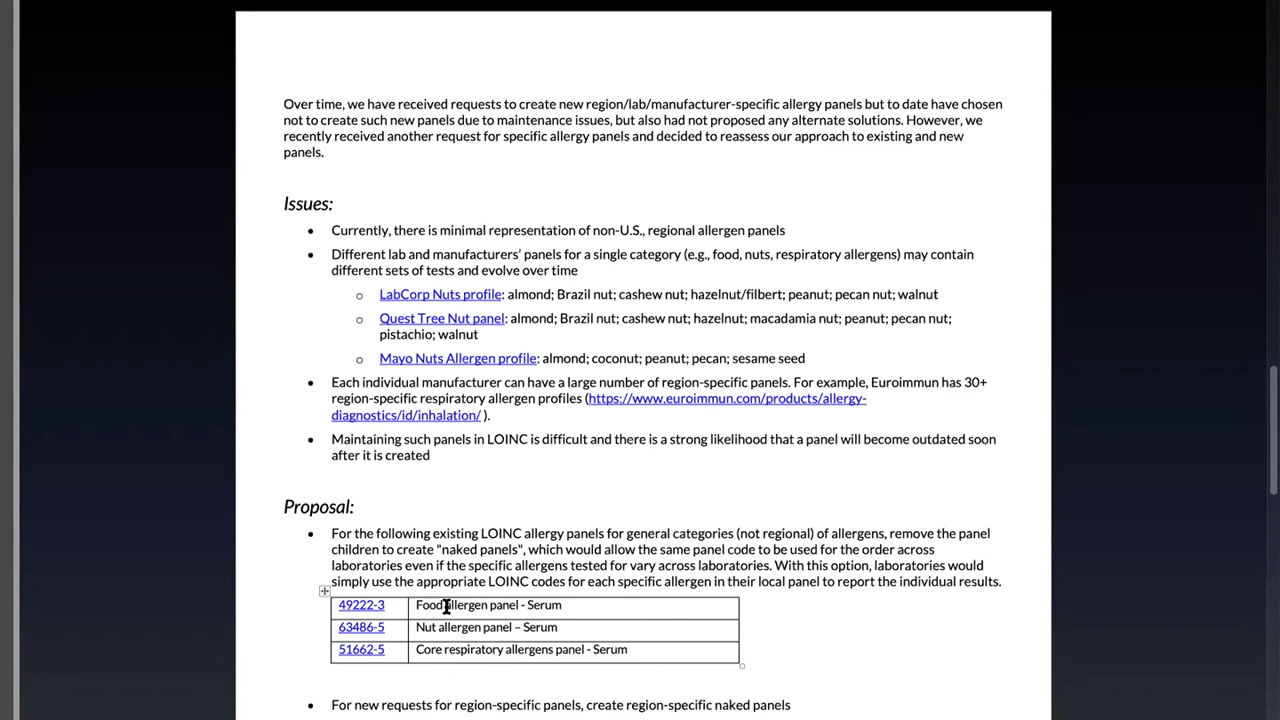 Over time, we have received requests to create new region/lab/manufacturer-specific allergy panels but to date have chosen
not to create such new panels due to maintenance issues, but also had not proposed any alternate solutions. However, we
recently received another request for specific allergy panels and decided to reassess our approach to existing and new
panels.
Issues:
• Currently, there is minimal representation of non-U.S., regional allergen panels
• Different lab and manufacturers' panels for a single category (e.g., food, nuts, respiratory allergens) may contain
different sets of tests and evolve over time
o LabCorp Nuts profile: almond; Brazil nut; cashew nut; hazelnut/filbert; peanut; pecan nut; walnut
o Quest Tree Nut panel: almond; Brazil nut; cashew nut; hazelnut; macadamia nut; peanut; pecan nut;
pistachio; walnut
o Mayo Nuts Allergen profile: almond; coconut; peanut; pecan; sesame seed
• Each individual manufacturer can have a large number of region-specific panels. For example, Euroimmun has 30+
region-specific respiratory allergen profiles (https://www.euroimmun.com/products/allergy-
diagnostics/id/inhalation/ ).
• Maintaining such panels in LOINC is difficult and there is a strong likelihood that a panel will become outdated soon
after it is created
Proposal:
• For the following existing LOINC allergy panels for general categories (not regional) of allergens, remove the panel
children to create "naked panels", which would allow the same panel code to be used for the order across
laboratories even if the specific allergens tested for vary across laboratories. With this option, laboratories would
simply use the appropriate LOINC codes for each specific allergen in their local panel to report the individual results.
49222-3 Food allergen panel - Serum
63486-5 Nut allergen panel – Serum
51662-5 Core respiratory allergens panel - Serum
• For new requests for region-specific panels, create region-specific naked panels